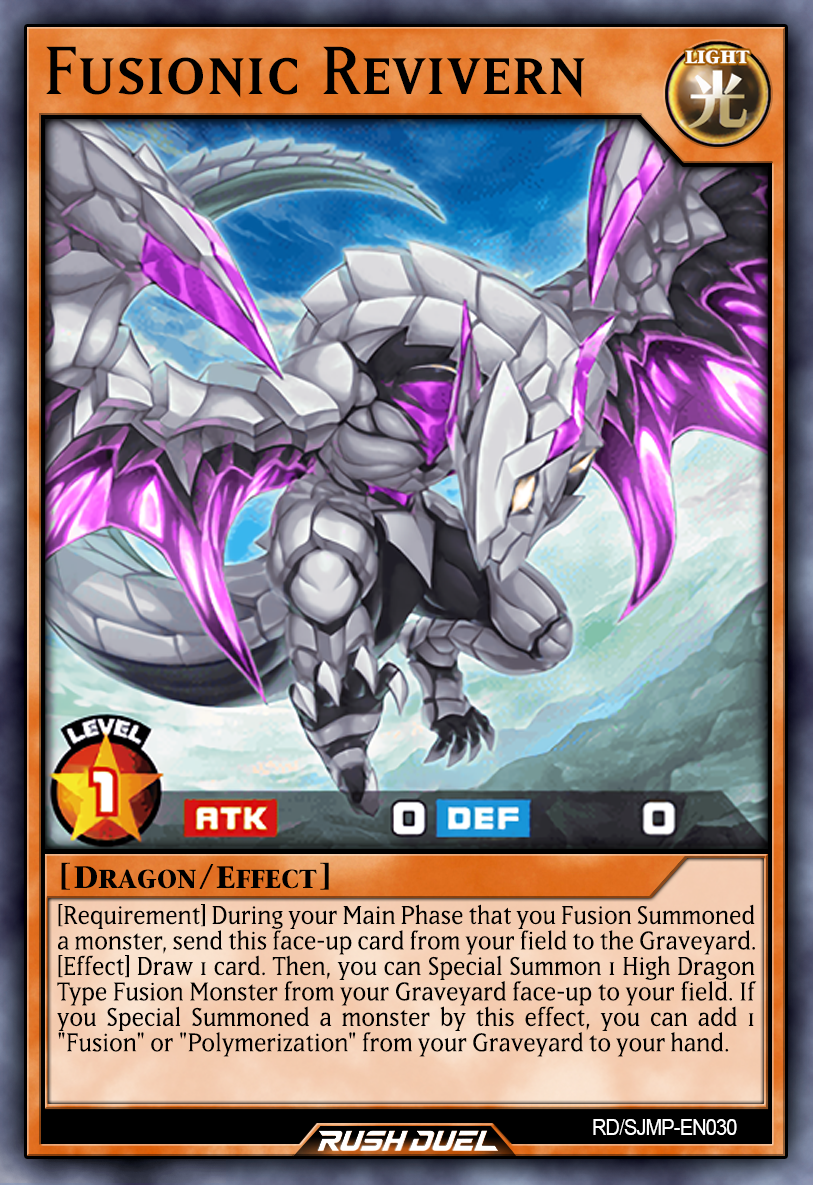 Fusionic Revivern
LIGHT
光
LEVEL
1
ATK 0 DEF 0
[Dragon/Effect]
[Requirement] During your Main Phase that you Fusion Summoned
a monster, send this face-up card from your field to the Graveyard.
[Effect] Draw 1 card. Then, you can Special Summon 1 High Dragon
Type Fusion Monster from your Graveyard face-up to your field. If
you Special Summoned a monster by this effect, you can add 1
"Fusion" or "Polymerization" from your Graveyard to your hand.
RD/SJMP-EN030
RUSH DUEL